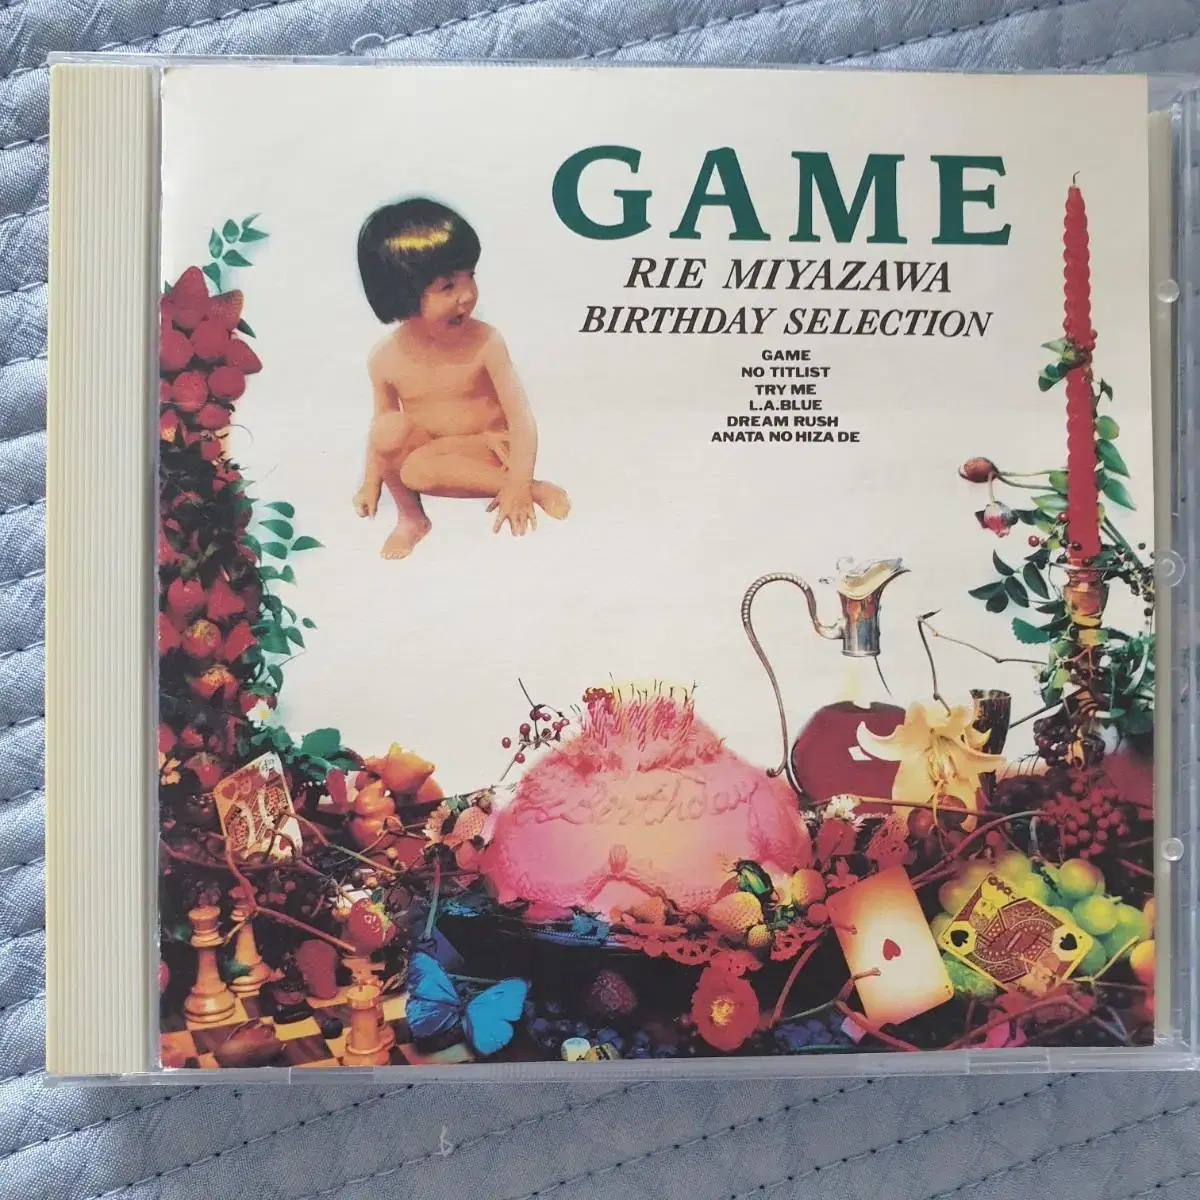 GAME
RIE MIYAZAWA
BIRTHDAY SELECTION
GAME
NO TITLIST
TRY ME
L.A.BLUE
DREAM RUSH
ANATA NO HIZA DE
Birthday